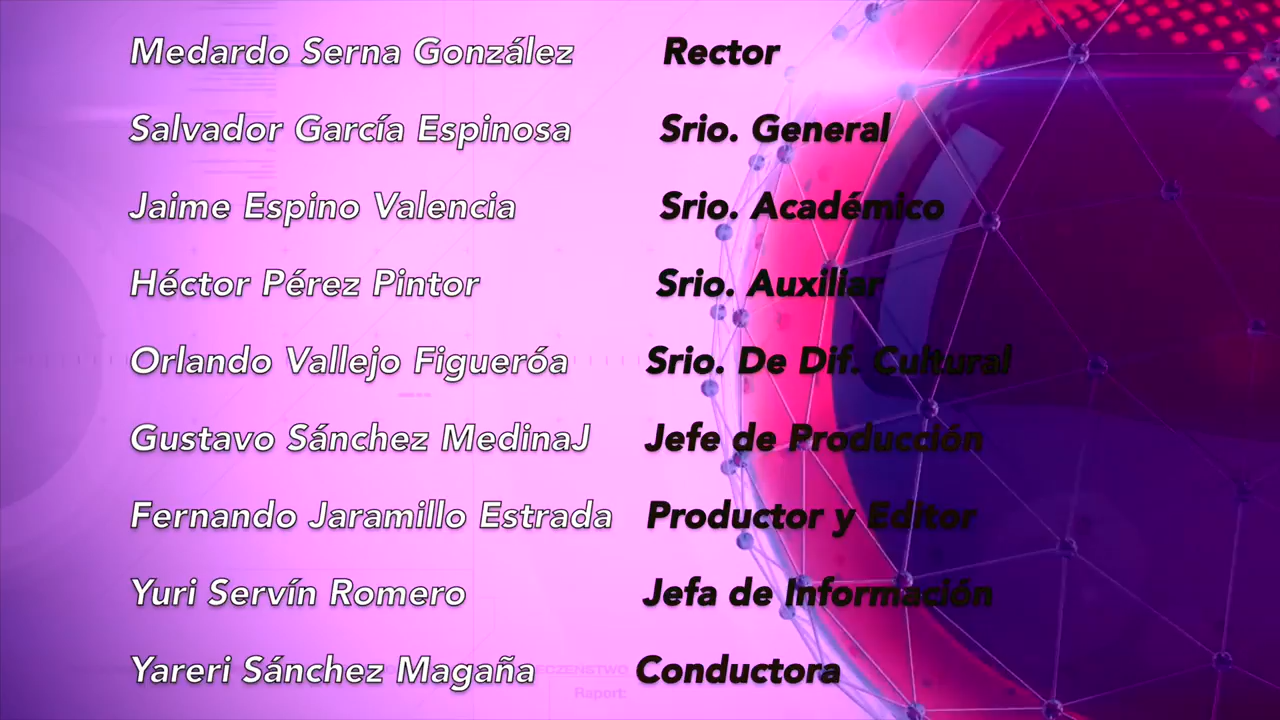 Medardo Serna González Rector
Salvador García Espinosa Srio. General
Jaime Espino Valencia Srio. Académico
Héctor Pérez Pintor Srio. Auxiliar
Orlando Vallejo Figueróa Srio. De Dif. Cultural
Gustavo Sánchez MedinaJ Jefe de Producción
Fernando Jaramillo Estrada Productor y Editor
Yuri Servín Romero Jefa de Información
Yareri Sánchez Magaña Conductora
Raport: